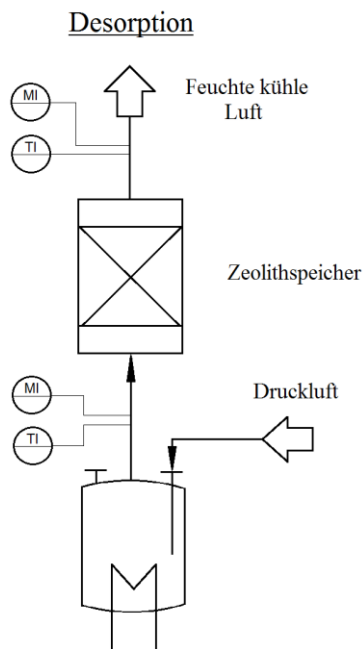 Desorption
MI
Feuchte kühle
Luft
TI
Zeolithspeicher
MI
Druckluft
TI